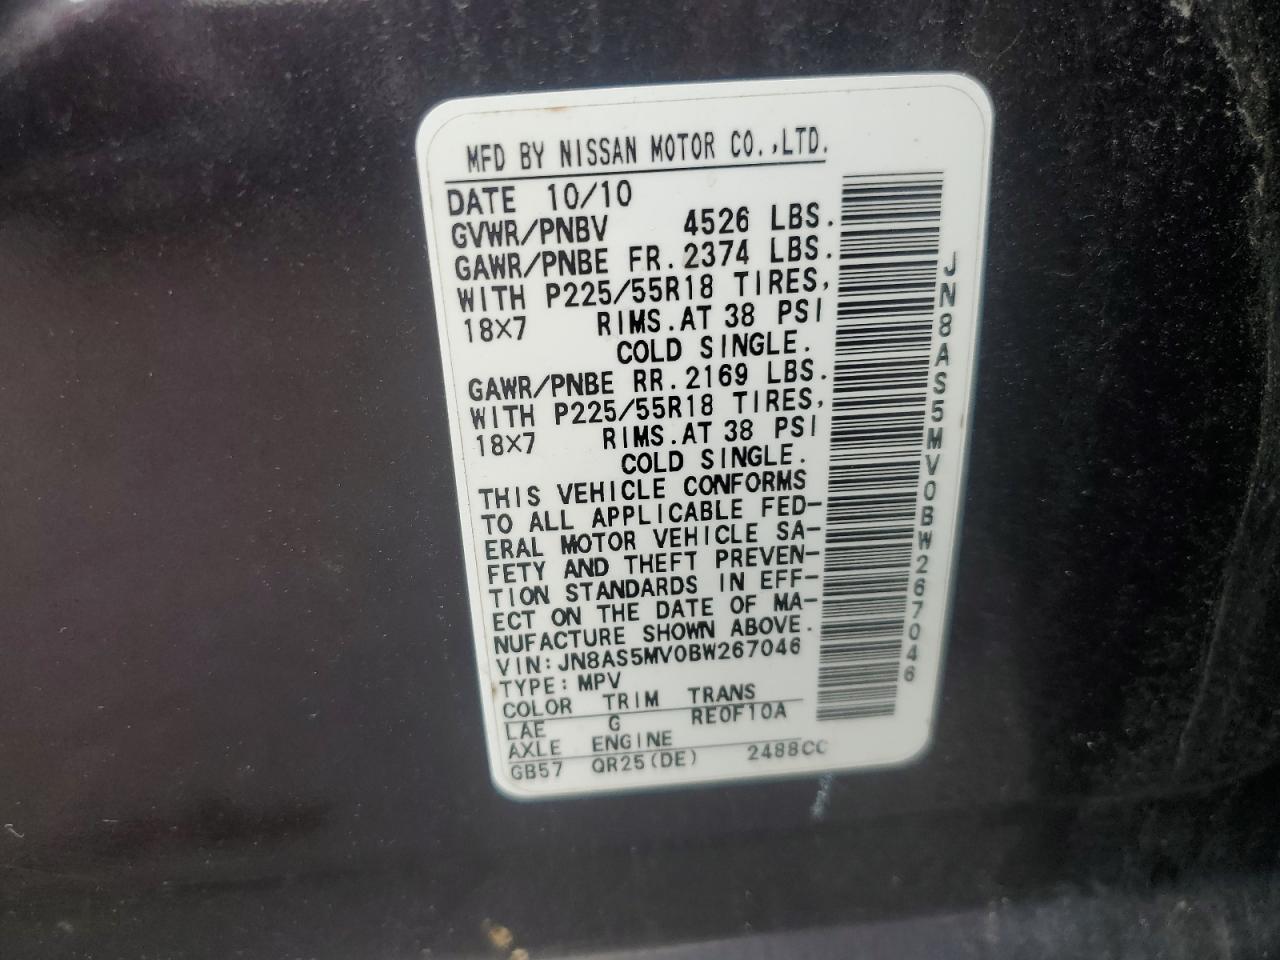 MFD BY NISSAN MOTOR CO.,LTD.
DATE 10/10
GVWR/PNBV 4526 LBS.
GAWR/PNBE FR.2374 LBS.
WITH P225/55R18 TIRES,
18X7 RIMS.AT 38 PSI
COLD SINGLE.
GAWR/PNBE RR.2169 LBS.
WITH P225/55R18 TIRES,
18X7 RIMS.AT 38 PSI
COLD SINGLE.
THIS VEHICLE CONFORMS
TO ALL APPLICABLE FED-
ERAL MOTOR VEHICLE SA-
FETY AND THEFT PREVEN-
TION STANDARDS IN EFF-
ECT ON THE DATE OF MA-
NUFACTURE SHOWN ABOVE.
VIN:JN8AS5MV0BW267046
TYPE:MPV
COLOR TRIM TRANS
LAE G RE0F10A
AXLE ENGINE
GB57 QR25(DE) 2488CC
JN8AS5MV0BW267046